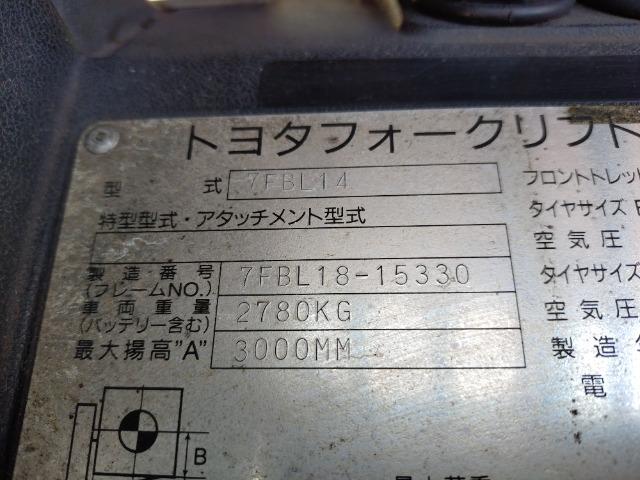 トヨタフォークリフト
型 式 7FBL14
フロントトレッ
特型型式・アタッチメント型式
タイヤサイズ
空気圧
製造番号 7FBL18-15330
(フレームNO.)
タイヤサイズ
車両重量 2780KG
(バッテリー含む)
空気圧
最大揚高"A" 3000MM
製造
電
B